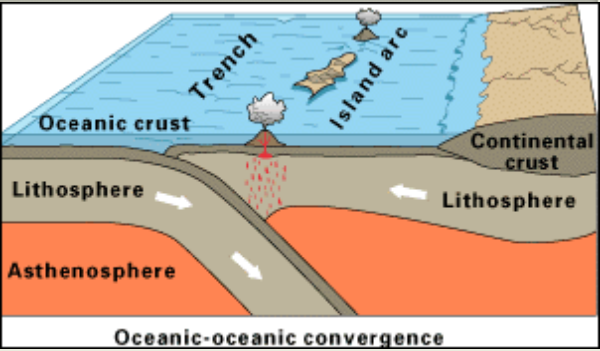 Trench
Island arc
Oceanic crust
Continental
crust
Lithosphere
Lithosphere
Asthenosphere
Oceanic-oceanic convergence